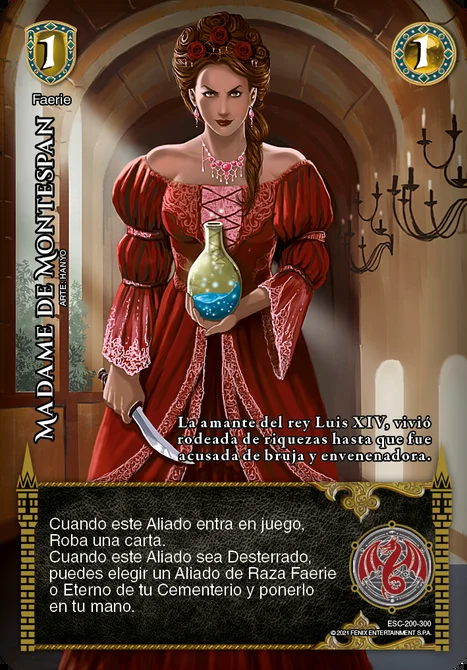 1
1
Faerie
MADAME DE MONTESPAN
ARTE: HANYO
La amante del rey Luis XIV, vivió
rodeada de riquezas hasta que fue
acusada de bruja y envenenadora.
Cuando este Aliado entra en juego,
Roba una carta.
Cuando este Aliado sea Desterrado,
puedes elegir un Aliado de Raza Faerie
o Eterno de tu Cementerio y ponerlo
en tu mano.
ESC-200-300
© 2021 FENIX ENTERTAINMENT S.P.A.